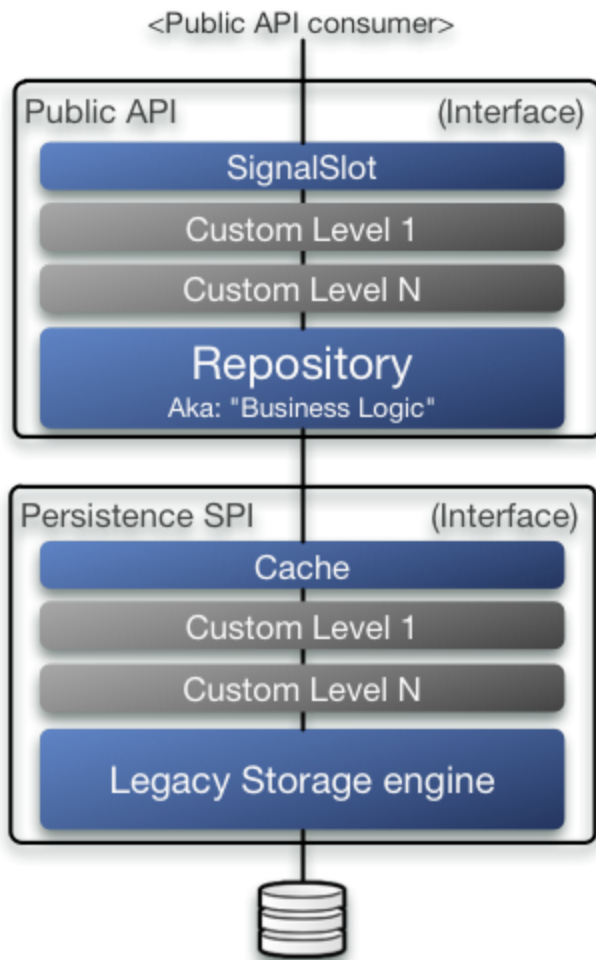 <Public API consumer>
Public API (Interface)
SignalSlot
Custom Level 1
Custom Level N
Repository
Aka: "Business Logic"
Persistence SPI (Interface)
Cache
Custom Level 1
Custom Level N
Legacy Storage engine